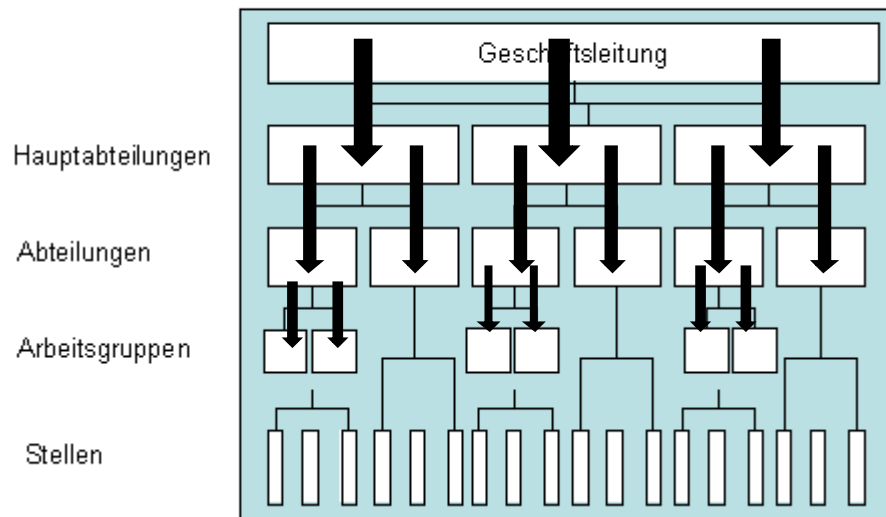 Geschäftsleitung
Hauptabteilungen
Abteilungen
Arbeitsgruppen
Stellen